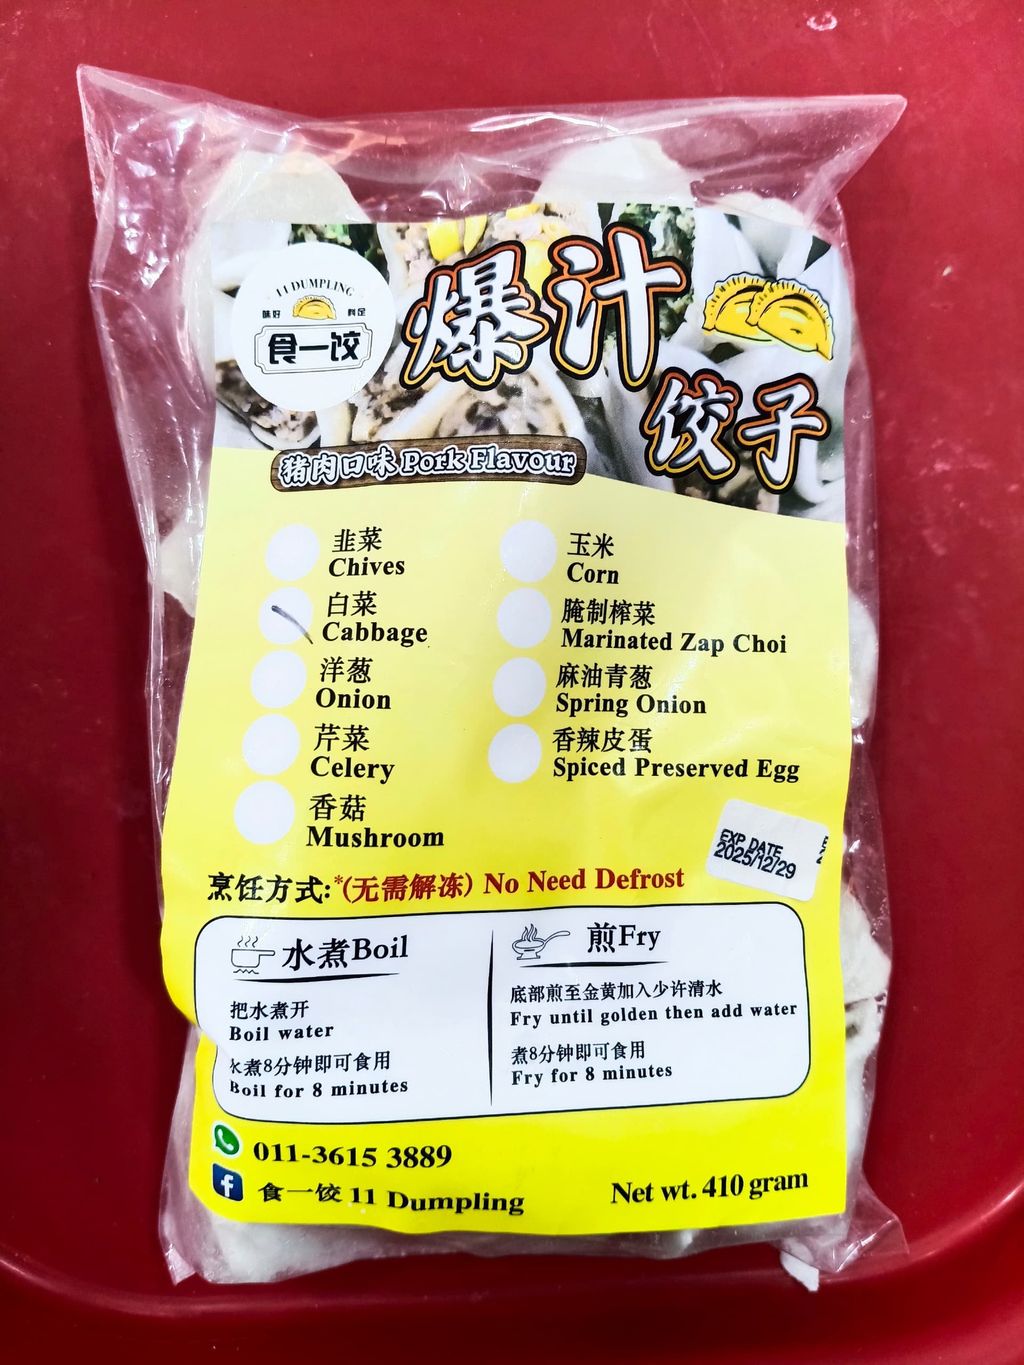 11 DUMPLING
味好 料足
食一饺
爆汁
饺子
猪肉口味 Pork Flavour
韭菜
Chives
白菜
Cabbage
洋葱
Onion
芹菜
Celery
香菇
Mushroom
玉米
Corn
腌制榨菜
Marinated Zap Choi
麻油青葱
Spring Onion
香辣皮蛋
Spiced Preserved Egg
EXP DATE
2025/12/29
烹饪方式:*(无需解冻) No Need Defrost
水煮Boil
把水煮开
Boil water
水煮8分钟即可食用
Boil for 8 minutes
煎Fry
底部煎至金黄加入少许清水
Fry until golden then add water
煮8分钟即可食用
Fry for 8 minutes
011-3615 3889
食一饺 11 Dumpling
Net wt. 410 gram